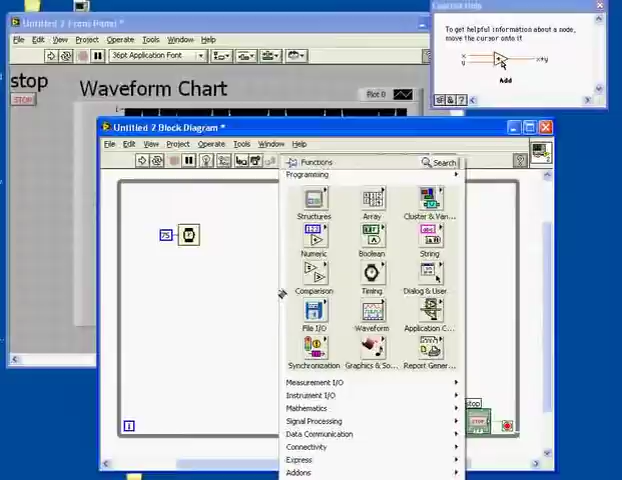 Context Help
Untitled 2 Front Panel *
File Edit View Project Operate Tools Window Help
36pt Application Font
To get helpful information about a node,
move the cursor onto it
x
y
x+y
Add
stop
STOP
Waveform Chart
Plot 0
Untitled 2 Block Diagram *
File Edit View Project Operate Tools Window Help
Functions
Search
Programming
Structures
Array
Cluster & Van...
75
Numeric
Boolean
String
Comparison
Timing
Dialog & User...
File I/O
Waveform
Application C...
Synchronization
Graphics & So...
Report Gener...
Measurement I/O
Instrument I/O
Mathematics
stop
Signal Processing
STOP
i
Data Communication
Connectivity
Express
Addons